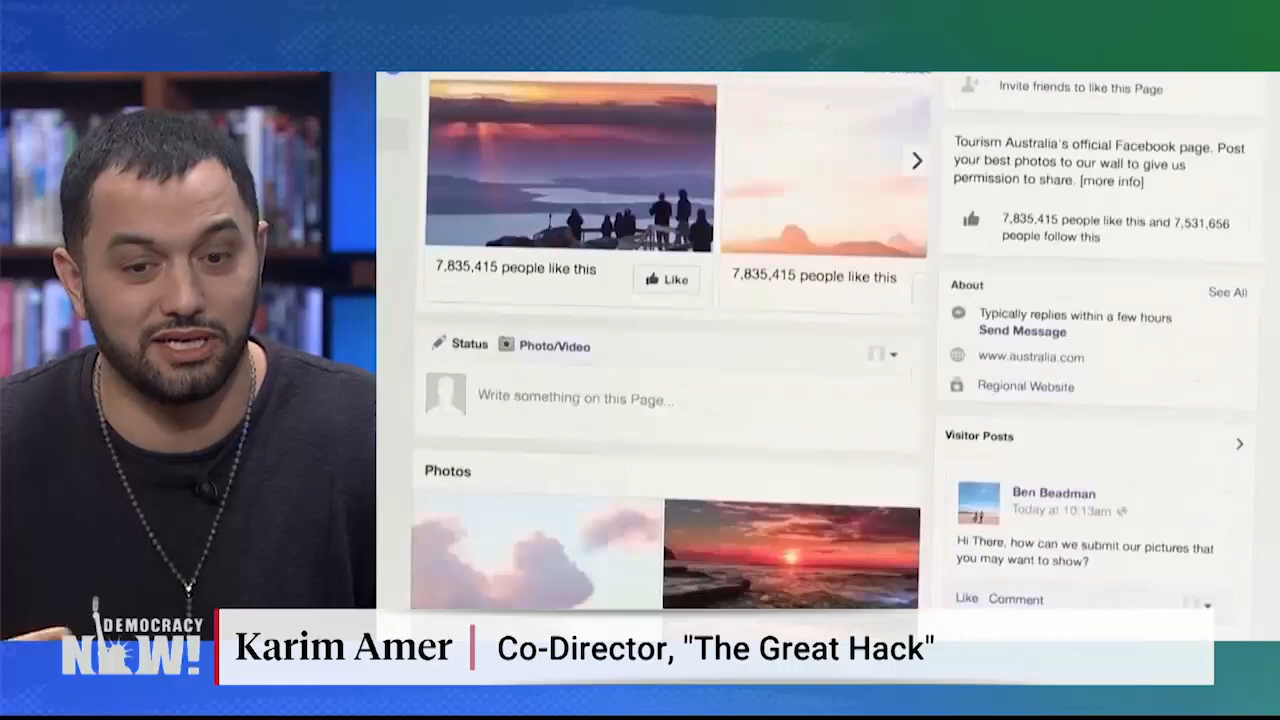 Invite friends to like this Page
Tourism Australia's official Facebook page. Post
your best photos to our wall to give us
permission to share. [more info]
7,835,415 people like this and 7,531,656
people follow this
7,835,415 people like this
Like
7,835,415 people like this
About
See All
Typically replies within a few hours
Send Message
www.australia.com
Regional Website
Status
Photo/Video
Write something on this Page...
Visitor Posts
Photos
Ben Beadman
Today at 10:13am
Hi There, how can we submit our pictures that
you may want to show?
Like Comment
DEMOCRACY
NOW!
Karim Amer
Co-Director, "The Great Hack"